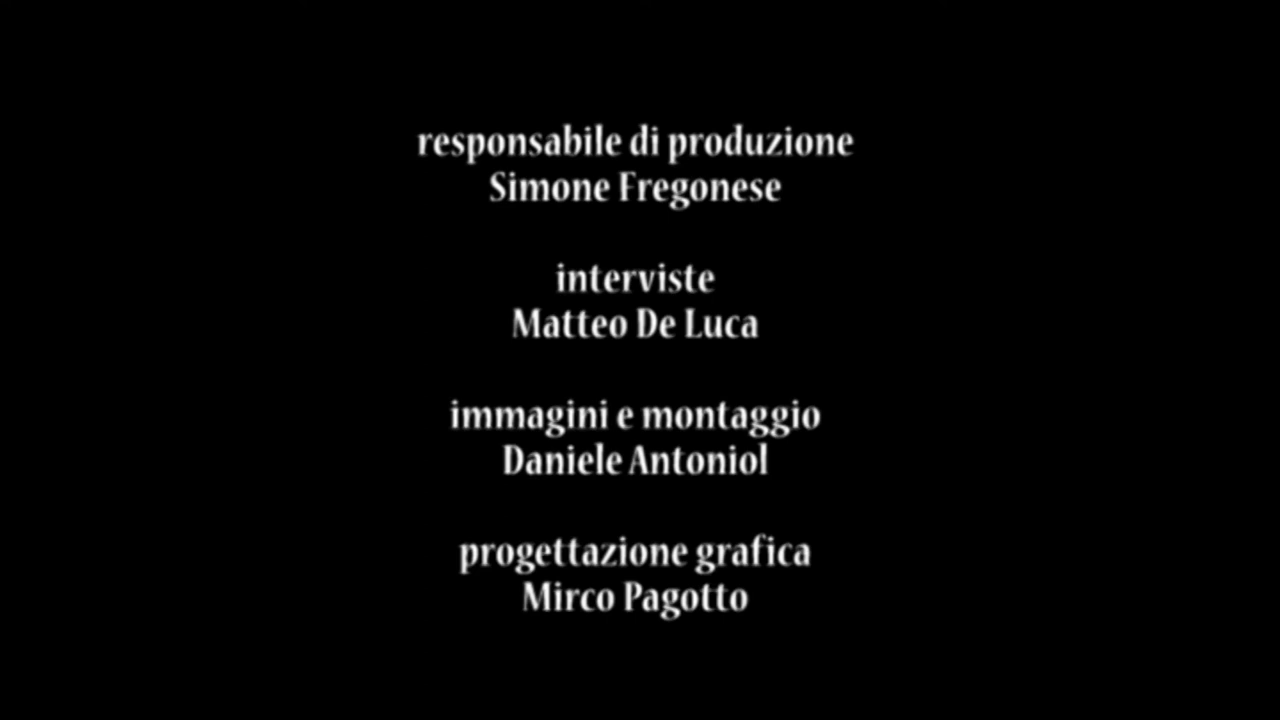 responsabile di produzione
Simone Fregonese
interviste
Matteo De Luca
immagini e montaggio
Daniele Antoniol
progettazione grafica
Mirco Pagotto